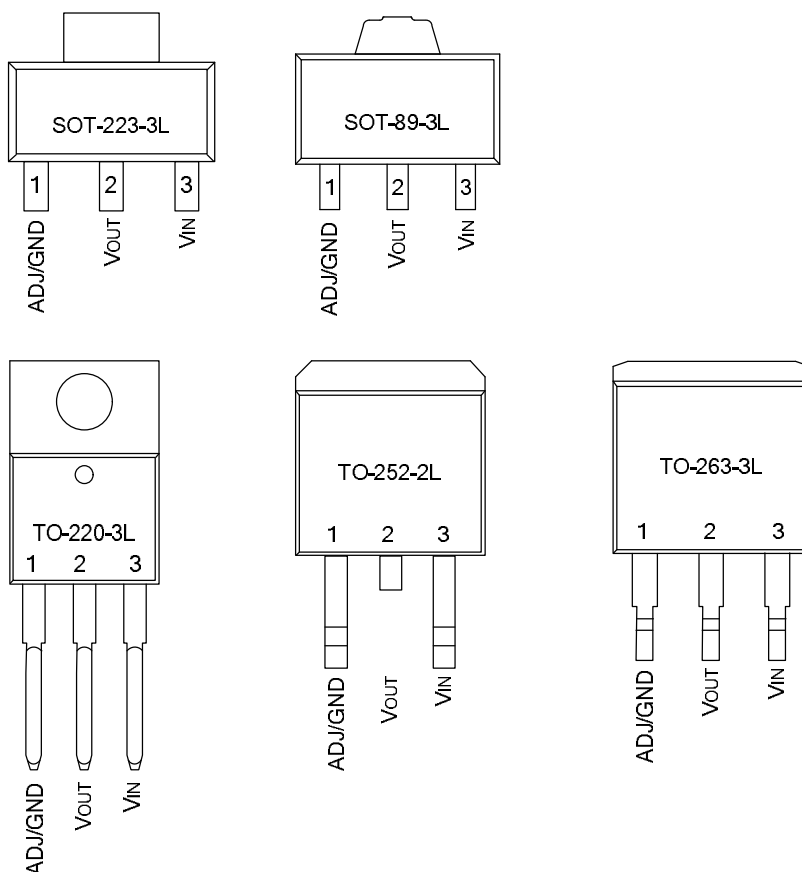 SOT-223-3L
1 2 3
ADJ/GND
VOUT
VIN
SOT-89-3L
1 2 3
ADJ/GND
VOUT
VIN
TO-220-3L
1 2 3
ADJ/GND
VOUT
VIN
TO-252-2L
1 2 3
ADJ/GND
VOUT
VIN
TO-263-3L
1 2 3
ADJ/GND
VOUT
VIN